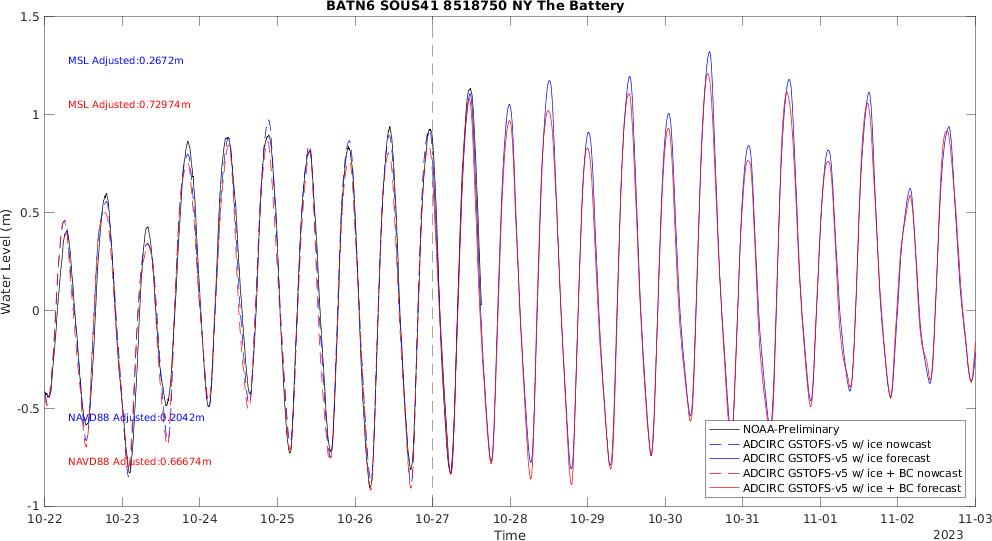 BATN6 SOUS41 8518750 NY The Battery
1.5
MSL Adjusted:0.2672m
MSL Adjusted:0.72974m
1
0.5
Water Level (m)
0
-0.5
NAVD88 Adjusted:0.2042m
NAVD88 Adjusted:0.66674m
-1
NOAA-Preliminary
ADCIRC GSTOFS-v5 w/ ice nowcast
ADCIRC GSTOFS-v5 w/ ice forecast
ADCIRC GSTOFS-v5 w/ ice + BC nowcast
ADCIRC GSTOFS-v5 w/ ice + BC forecast
10-22 10-23 10-24 10-25 10-26 10-27 10-28 10-29 10-30 10-31 11-01 11-02 11-03
Time
2023